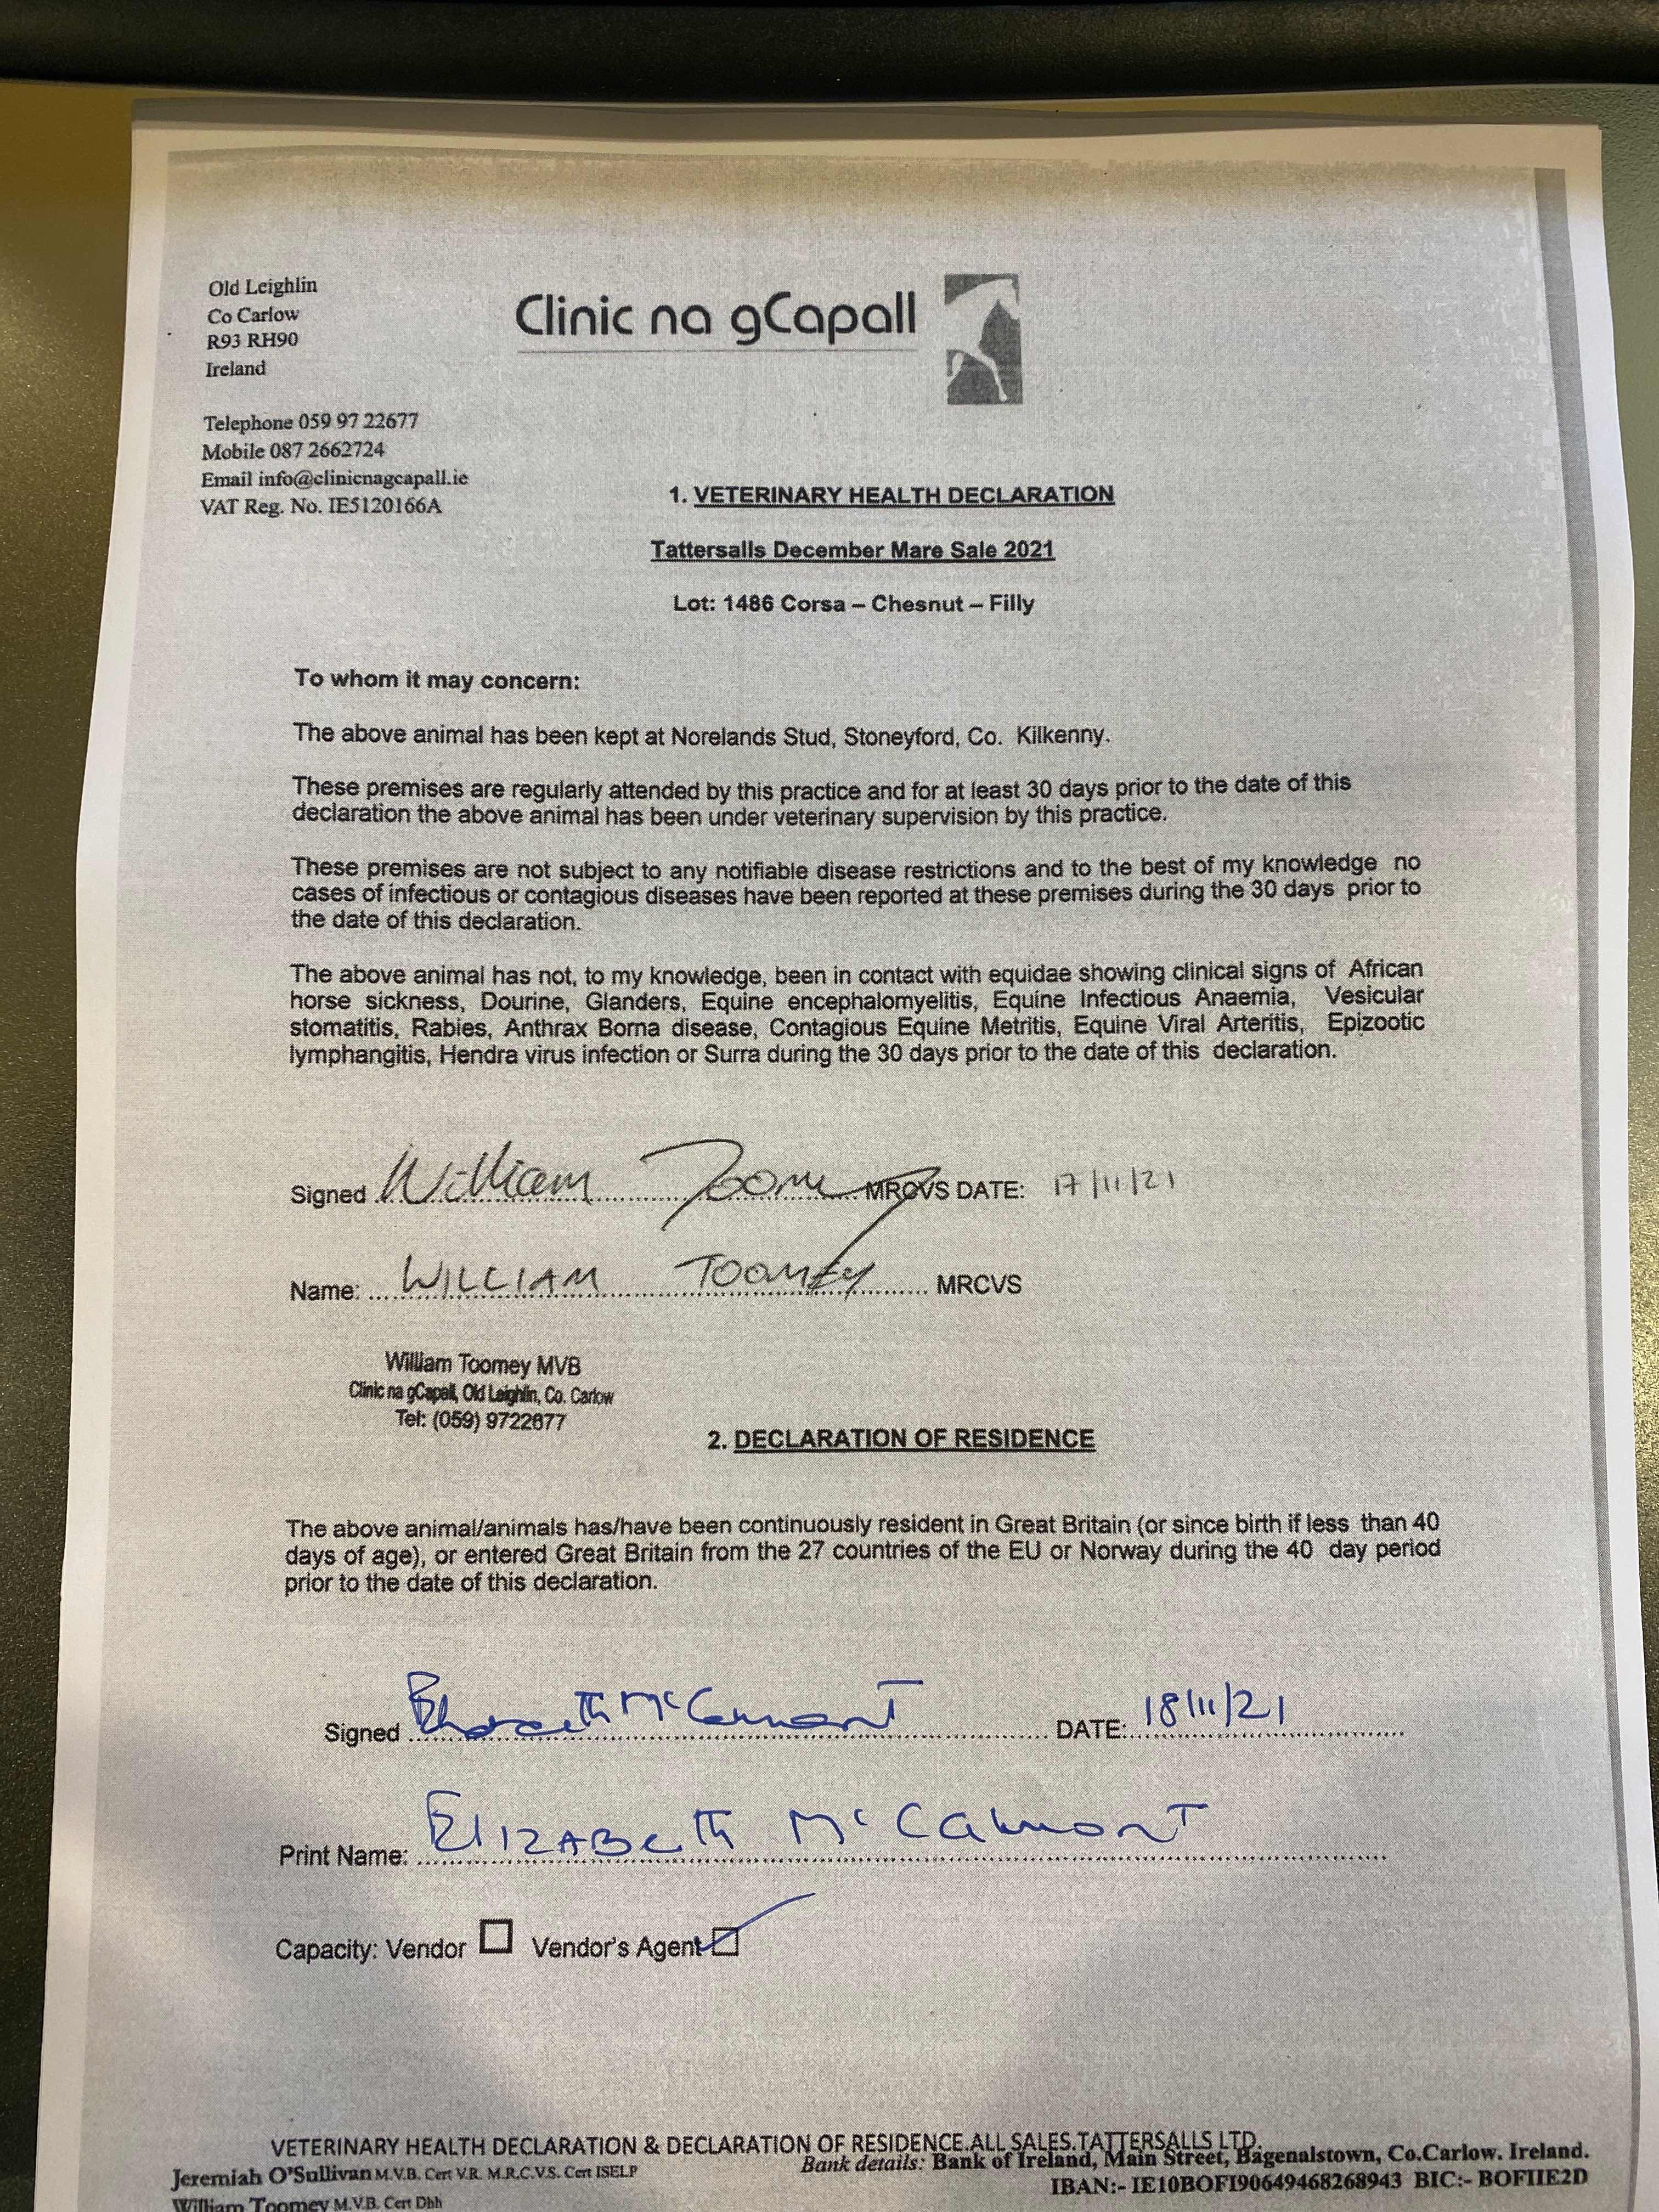 Old Leighlin
Co Carlow
R93 RH90
Ireland
Clinic na gCapall
Telephone 059 97 22677
Mobile 087 2662724
Email info@clinicnagcapall.ie
VAT Reg. No. IE5120166A
1. VETERINARY HEALTH DECLARATION
Tattersalls December Mare Sale 2021
Lot: 1486 Corsa – Chesnut – Filly
To whom it may concern:
The above animal has been kept at Norelands Stud, Stoneyford, Co. Kilkenny.
These premises are regularly attended by this practice and for at least 30 days prior to the date of this
declaration the above animal has been under veterinary supervision by this practice.
These premises are not subject to any notifiable disease restrictions and to the best of my knowledge no
cases of infectious or contagious diseases have been reported at these premises during the 30 days prior to
the date of this declaration.
The above animal has not, to my knowledge, been in contact with equidae showing clinical signs of African
horse sickness, Dourine, Glanders, Equine encephalomyelitis, Equine Infectious Anaemia, Vesicular
stomatitis, Rabies, Anthrax Borna disease, Contagious Equine Metritis, Equine Viral Arteritis, Epizootic
lymphangitis, Hendra virus infection or Surra during the 30 days prior to the date of this declaration.
Signed William Toomey MRCVS DATE: 17/11/21
Name: WILLIAM TOOMEY MRCVS
William Toomey MVB
Clinic na gCapall, Old Leighlin, Co. Carlow
Tel: (059) 9722677
2. DECLARATION OF RESIDENCE
The above animal/animals has/have been continuously resident in Great Britain (or since birth if less than 40
days of age), or entered Great Britain from the 27 countries of the EU or Norway during the 40 day period
prior to the date of this declaration.
Signed Elizabeth McCalmont DATE: 18/11/21
Print Name: ELIZABETH McCalmont
Capacity: Vendor Vendor's Agent
VETERINARY HEALTH DECLARATION & DECLARATION OF RESIDENCE.ALL SALES.TATTERSALLS LTD.
Jeremiah O'Sullivan M.V.B. Cert V.R. M.R.C.V.S. Cert ISELP
Bank details: Bank of Ireland, Main Street, Bagenalstown, Co.Carlow. Ireland.
IBAN:- IE10BOFI90649468268943 BIC:- BOFIIE2D
William Toomey M.V.B. Cert Dhh